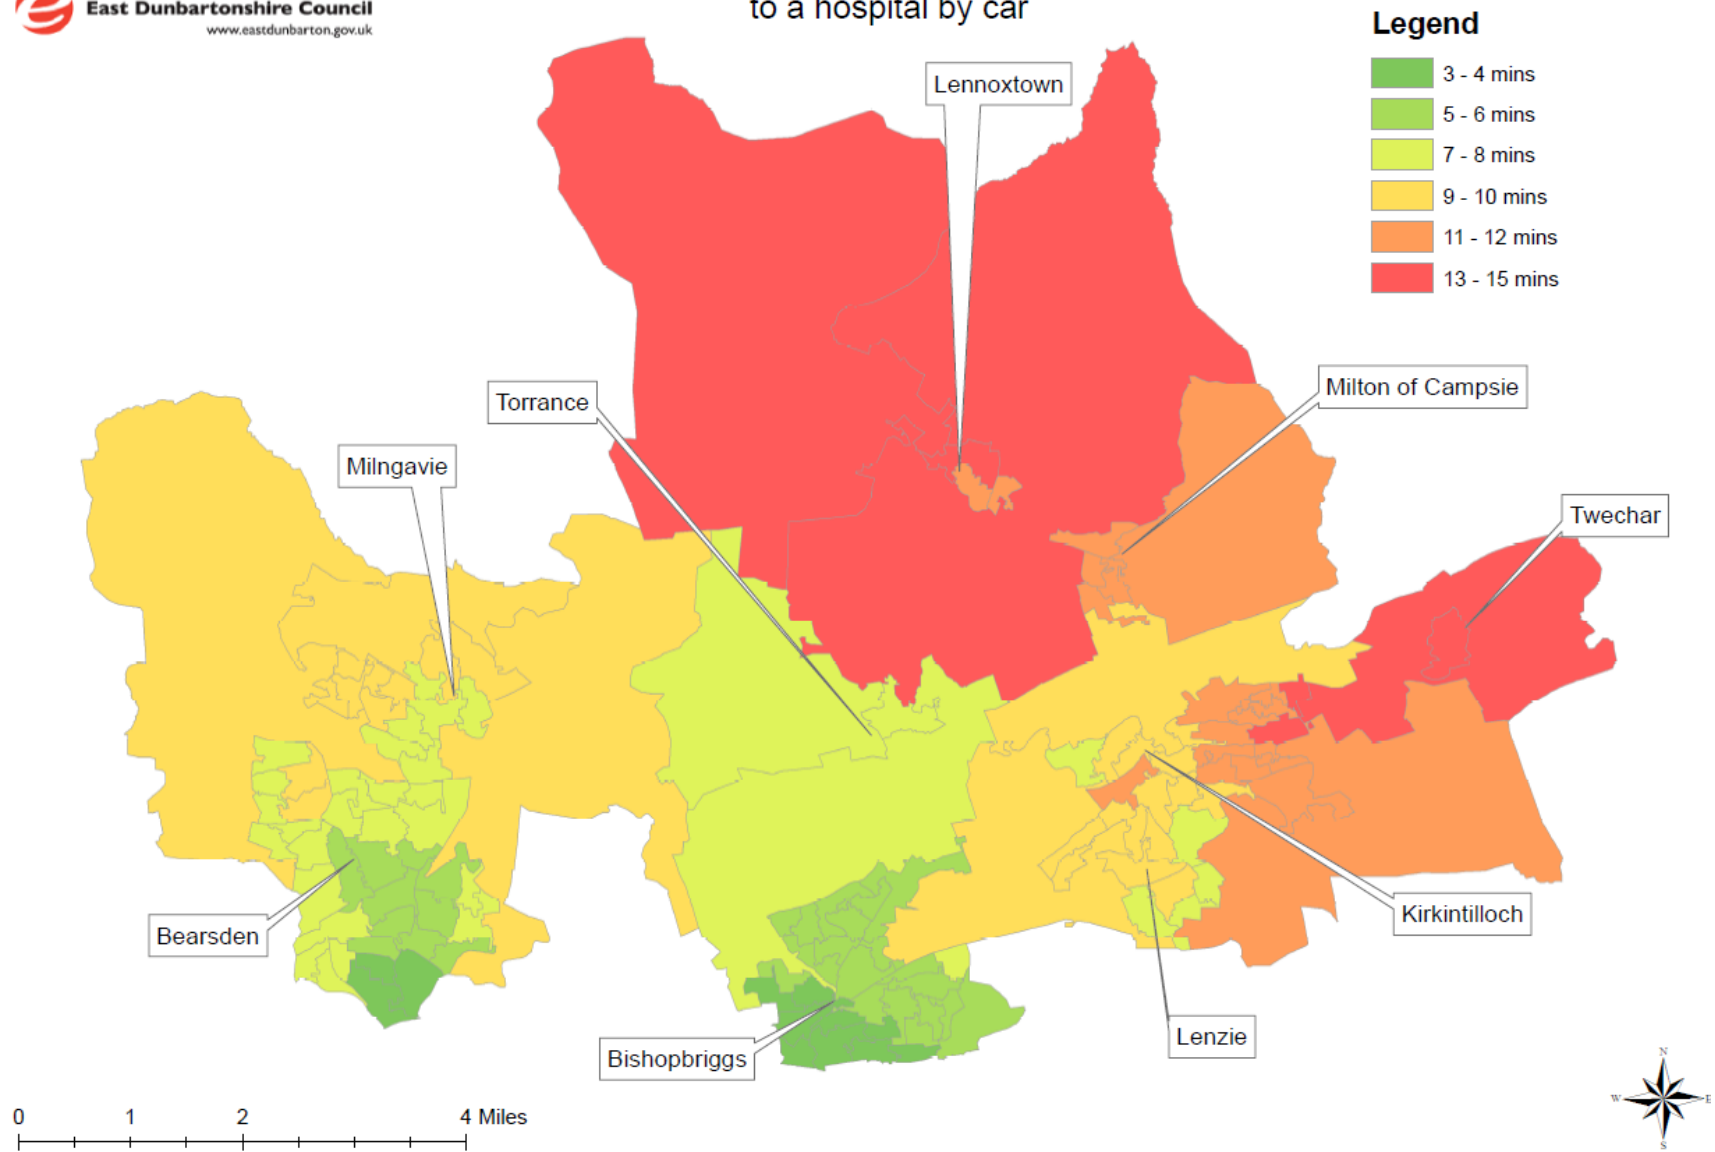 East Dunbartonshire Council
www.eastdunbarton.gov.uk
to a hospital by car
Legend
3 - 4 mins
5 - 6 mins
7 - 8 mins
9 - 10 mins
11 - 12 mins
13 - 15 mins
Lennoxtown
Milton of Campsie
Torrance
Milngavie
Twechar
Kirkintilloch
Bearsden
Lenzie
Bishopbriggs
0 1 2 4 Miles
N
W E
S